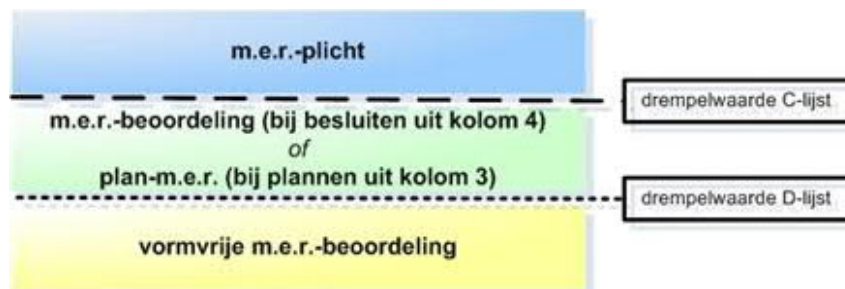 m.e.r.-plicht
drempelwaarde C-lijst
m.e.r.-beoordeling (bij besluiten uit kolom 4)
of
plan-m.e.r. (bij plannen uit kolom 3)
drempelwaarde D-lijst
vormvrije m.e.r.-beoordeling